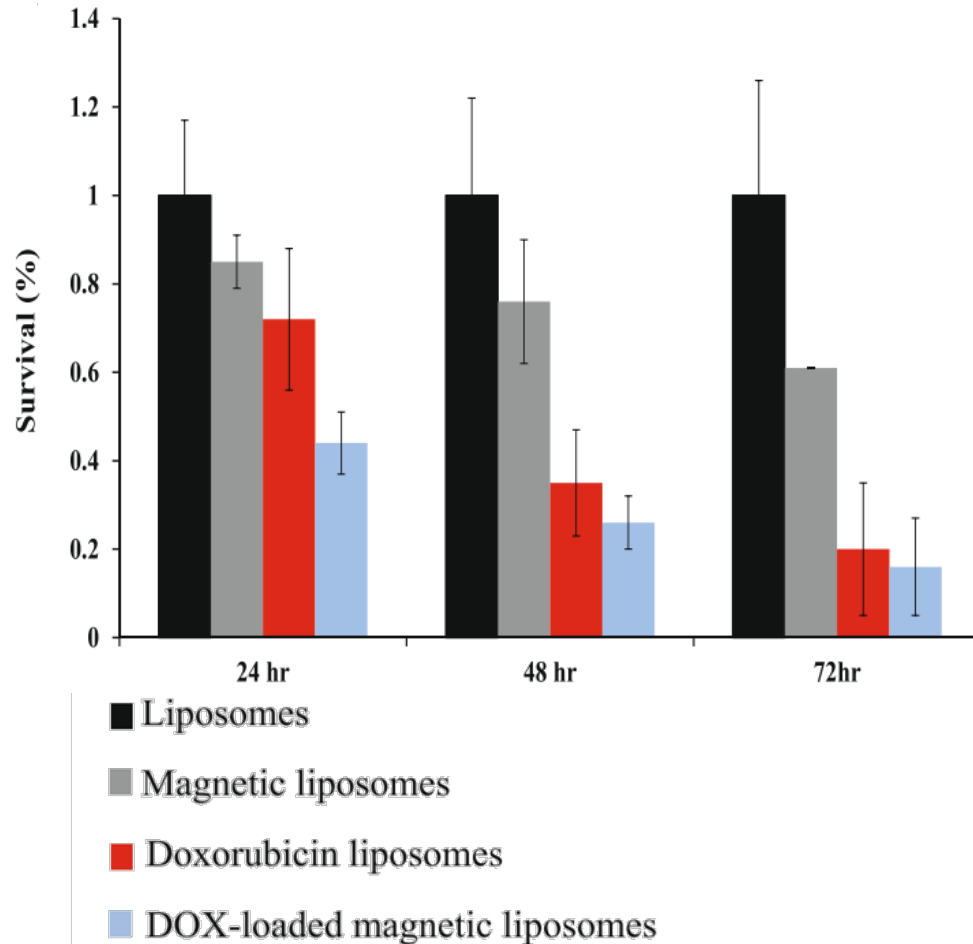 1.4
1.2
1
0.8
0.6
0.4
0.2
0
Survival (%)
24 hr 48 hr 72hr
Liposomes
Magnetic liposomes
Doxorubicin liposomes
DOX-loaded magnetic liposomes